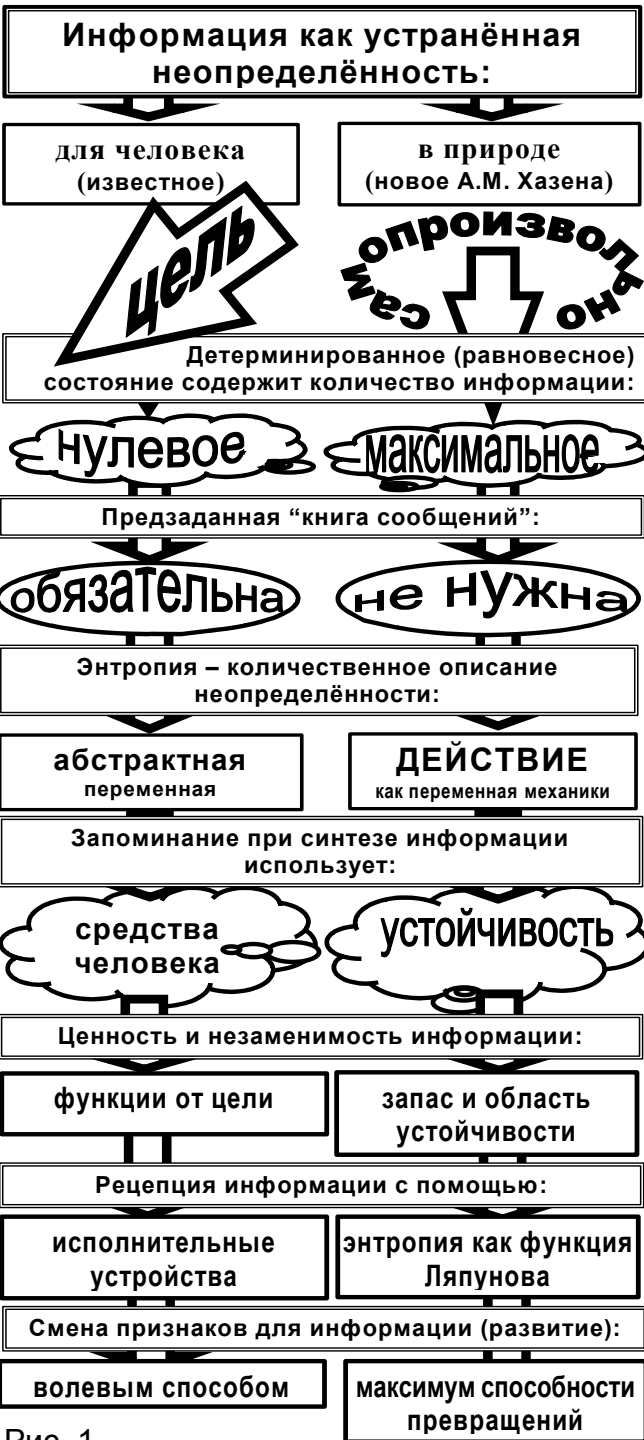 Информация как устранённая
неопределённость:
для человека
(известное)
в природе
(новое А.М. Хазена)
цель
самопроизвольно
Детерминированное (равновесное)
состояние содержит количество информации:
нулевое
максимальное
Предзаданная “книга сообщений”:
обязательна
не нужна
Энтропия – количественное описание
неопределённости:
абстрактная
переменная
ДЕЙСТВИЕ
как переменная механики
Запоминание при синтезе информации
использует:
средства
человека
устойчивость
Ценность и незаменимость информации:
функции от цели
запас и область
устойчивости
Рецепция информации с помощью:
исполнительные
устройства
энтропия как функция
Ляпунова
Смена признаков для информации (развитие):
волевым способом
максимум способности
превращений
Рис. 1